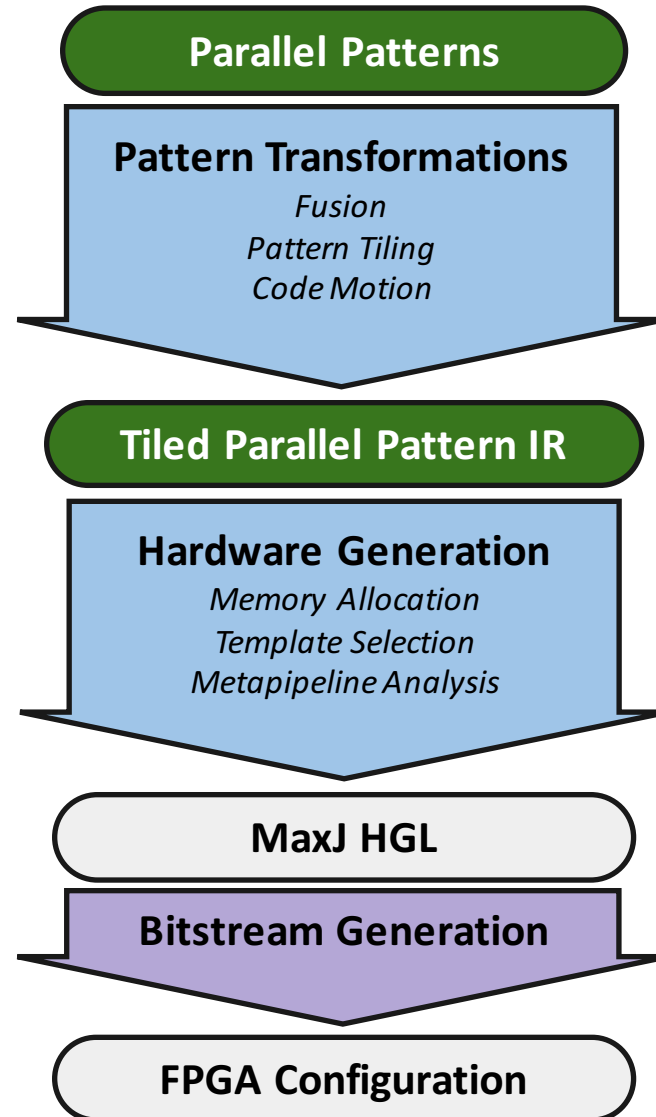 Parallel Patterns
Pattern Transformations
Fusion
Pattern Tiling
Code Motion
Tiled Parallel Pattern IR
Hardware Generation
Memory Allocation
Template Selection
Metapipeline Analysis
MaxJ HGL
Bitstream Generation
FPGA Configuration